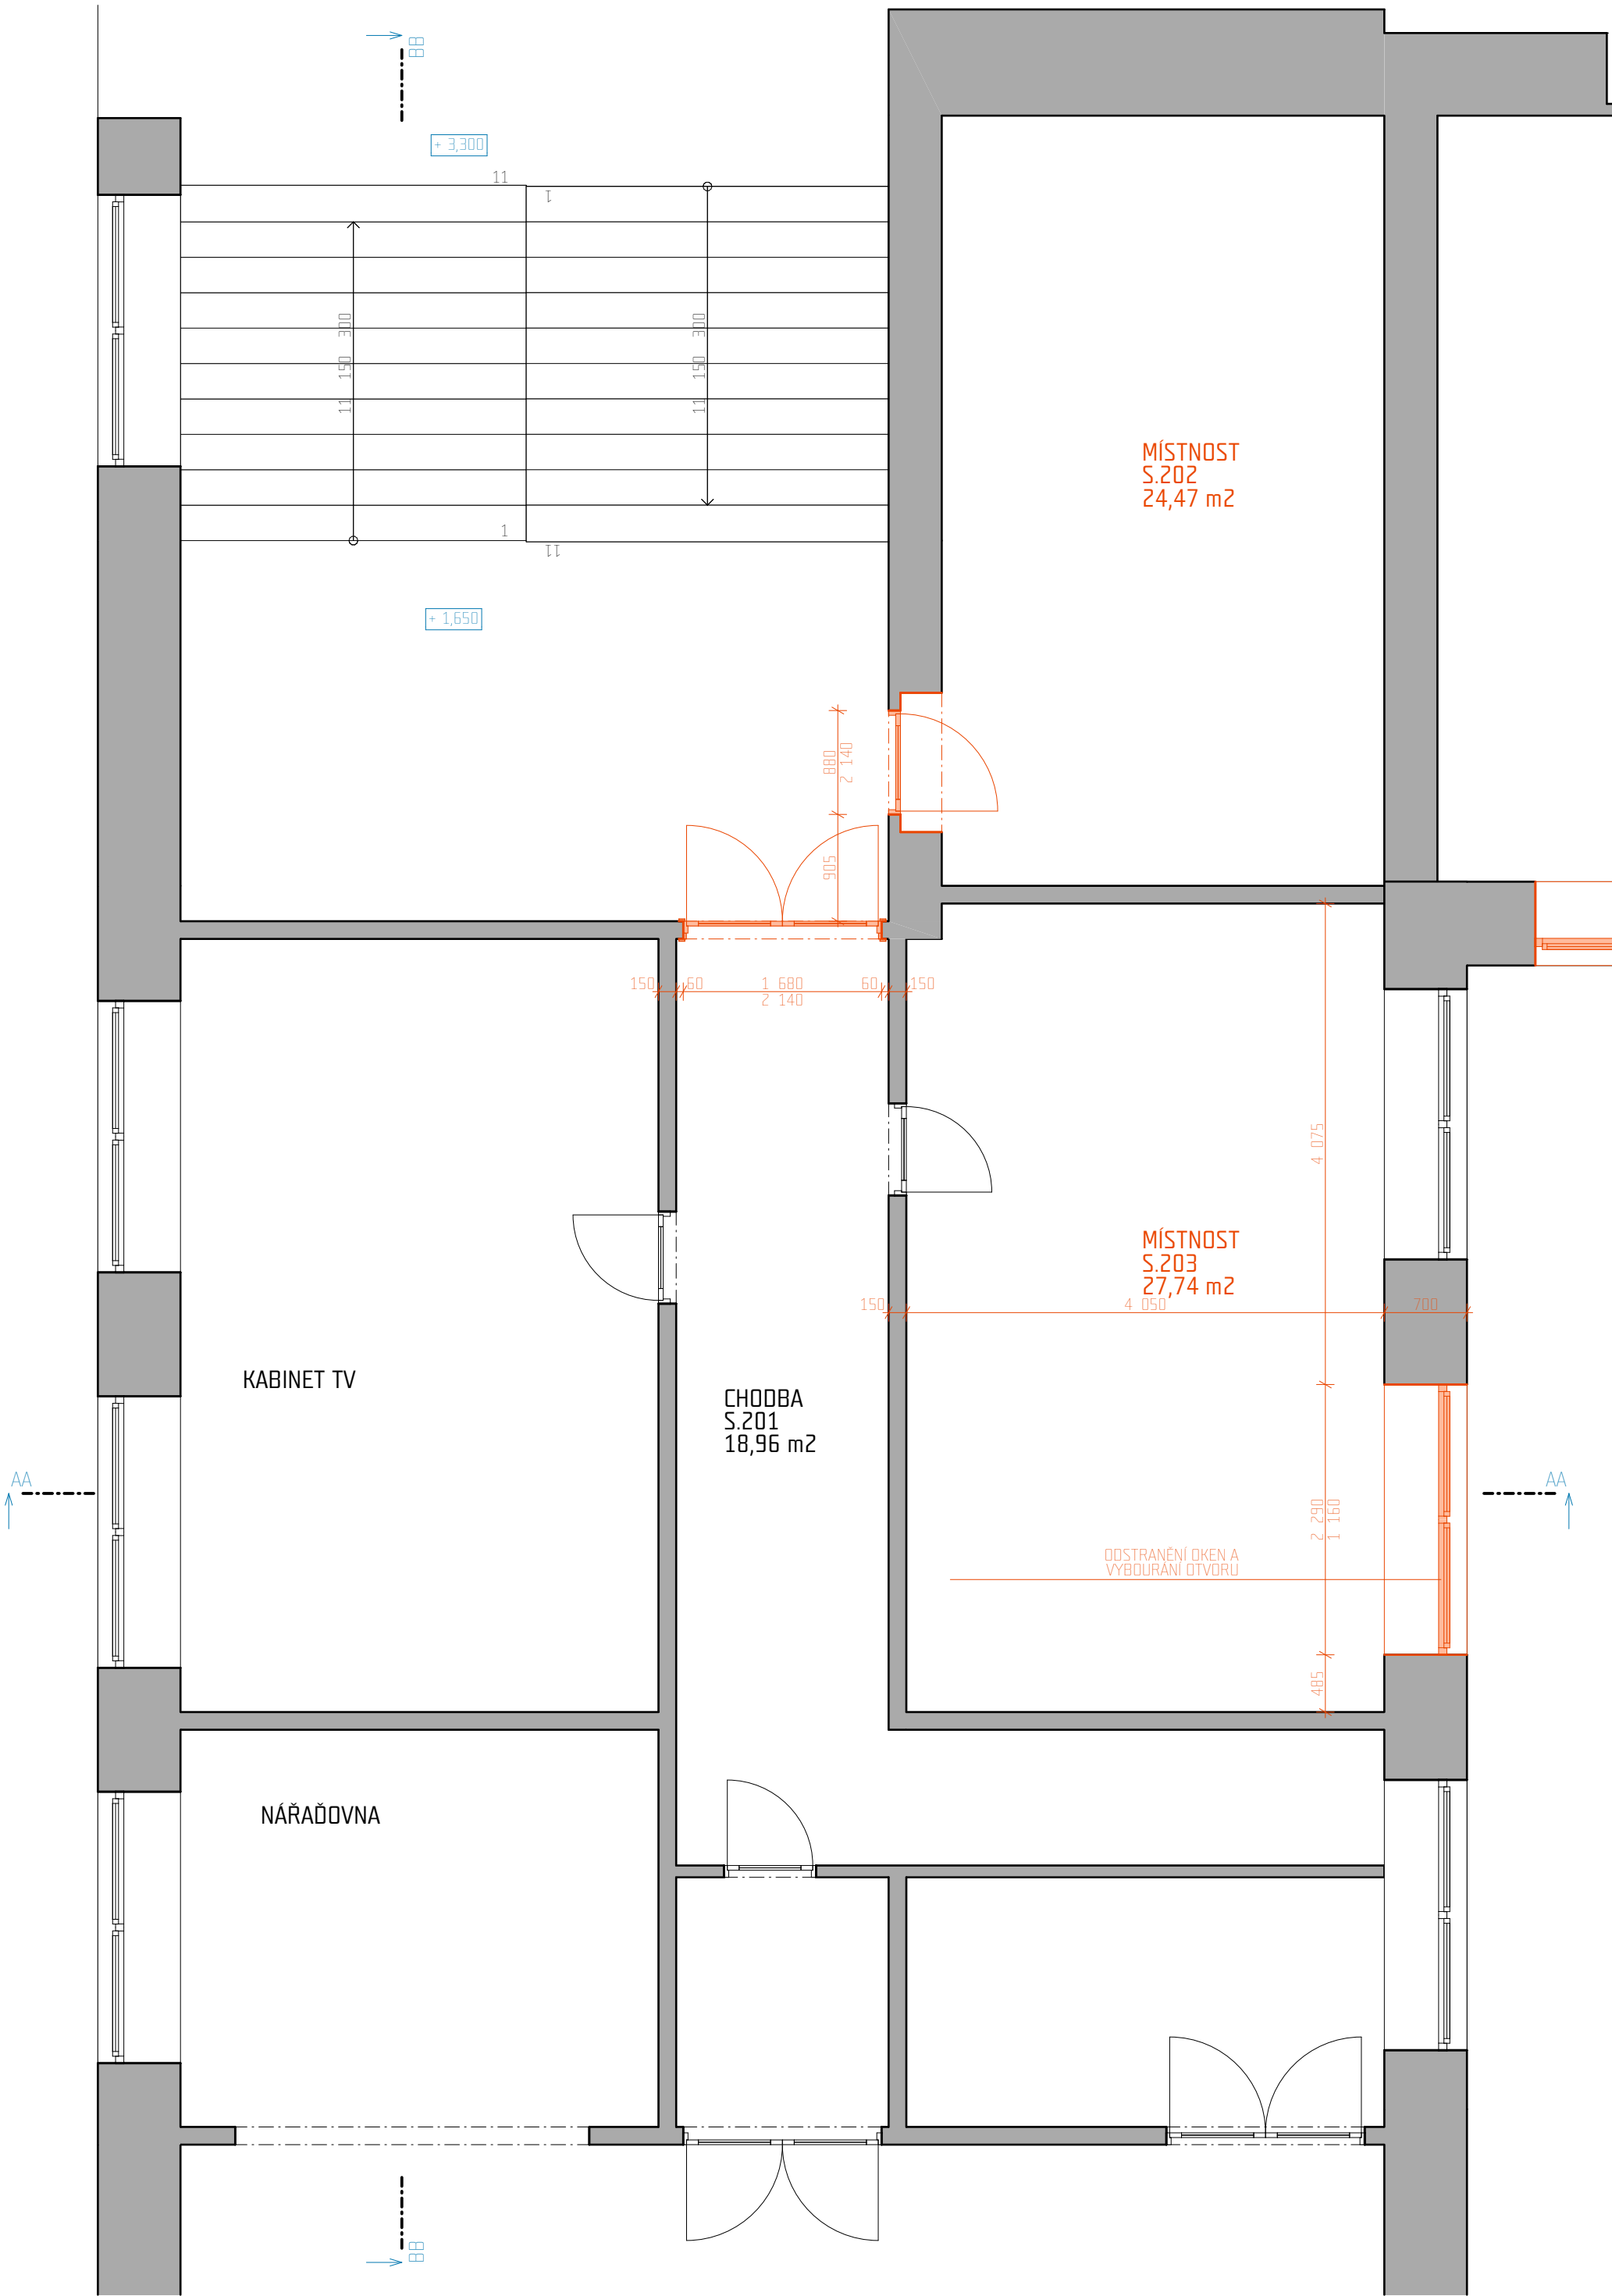 BB
+ 3,300
11
1
11 150 300
11 150 300
1
11
+ 1,650
MÍSTNOST
S.202
24,47 m2
880
2 140
905
150
60
1 680
2 140
60
150
4 075
MÍSTNOST
S.203
27,74 m2
150
4 050
700
KABINET TV
CHODBA
S.201
18,96 m2
AA
AA
2 290
1 160
ODSTRANĚNÍ OKEN A
VYBOURÁNÍ OTVORU
485
NÁŘAĎOVNA
BB